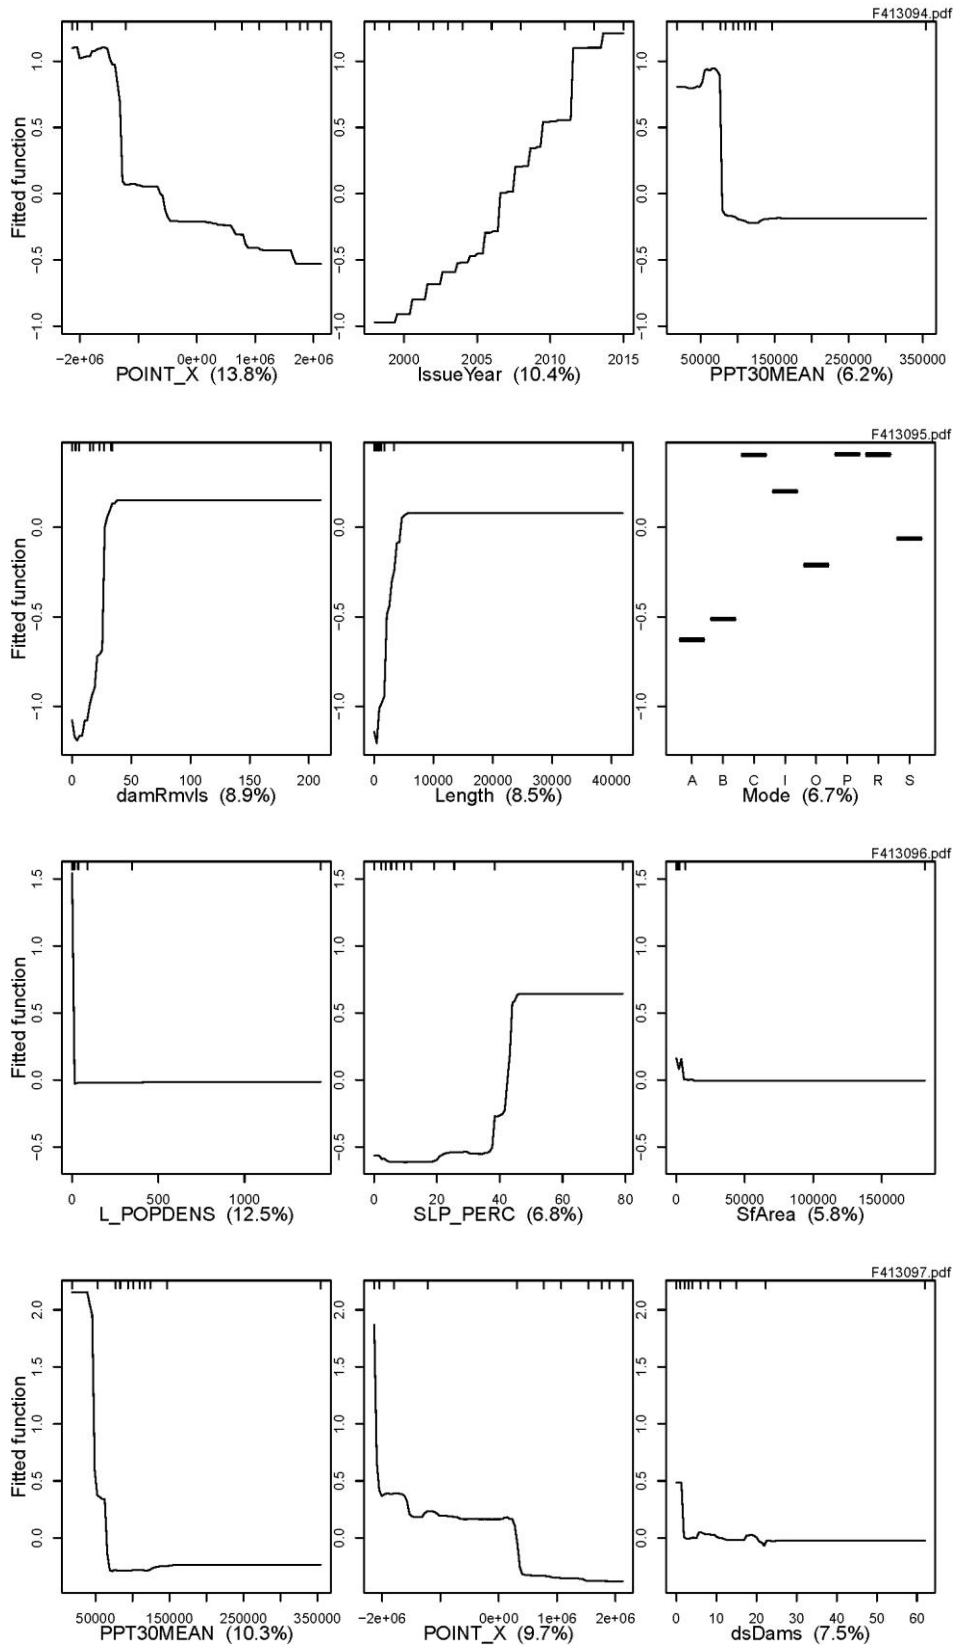 F413094.pdf
Fitted function
1.0
0.5
0.0
−0.5
−1.0
1.0
0.5
0.0
−0.5
−1.0
1.0
0.5
0.0
−0.5
−1.0
−2e+06 0e+00 1e+06 2e+06
2000 2005 2010 2015
50000 150000 250000 350000
POINT_X (13.8%)
IssueYear (10.4%)
PPT30MEAN (6.2%)
F413095.pdf
Fitted function
0.0
−0.5
−1.0
0.0
−0.5
−1.0
0.0
−0.5
−1.0
0 50 100 150 200
0 10000 20000 30000 40000
A B C I O P R S
damRmvls (8.9%)
Length (8.5%)
Mode (6.7%)
F413096.pdf
Fitted function
1.5
1.0
0.5
0.0
−0.5
1.5
1.0
0.5
0.0
−0.5
1.5
1.0
0.5
0.0
−0.5
0 500 1000
0 20 40 60 80
0 50000 100000 150000
L_POPDENS (12.5%)
SLP_PERC (6.8%)
SfArea (5.8%)
F413097.pdf
Fitted function
2.0
1.5
1.0
0.5
0.0
2.0
1.5
1.0
0.5
0.0
2.0
1.5
1.0
0.5
0.0
50000 150000 250000 350000
−2e+06 0e+00 1e+06 2e+06
0 10 20 30 40 50 60
PPT30MEAN (10.3%)
POINT_X (9.7%)
dsDams (7.5%)